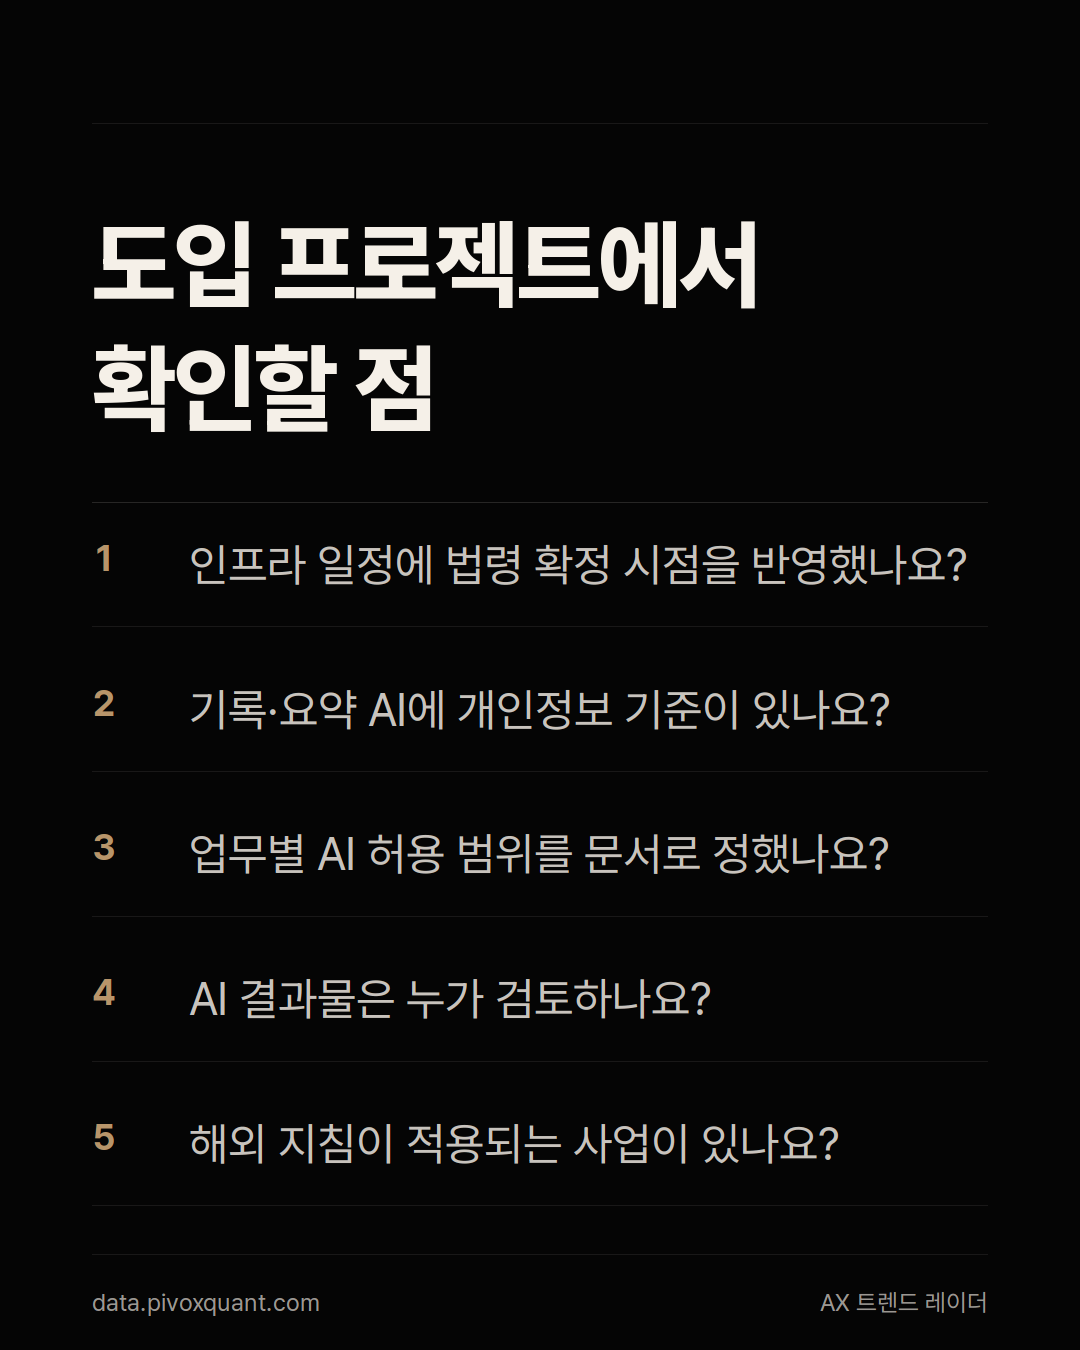 도입 프로젝트에서
확인할 점
1 인프라 일정에 법령 확정 시점을 반영했나요?
2 기록·요약 AI에 개인정보 기준이 있나요?
3 업무별 AI 허용 범위를 문서로 정했나요?
4 AI 결과물은 누가 검토하나요?
5 해외 지침이 적용되는 사업이 있나요?
data.pivoxquant.com
AX 트렌드 레이더